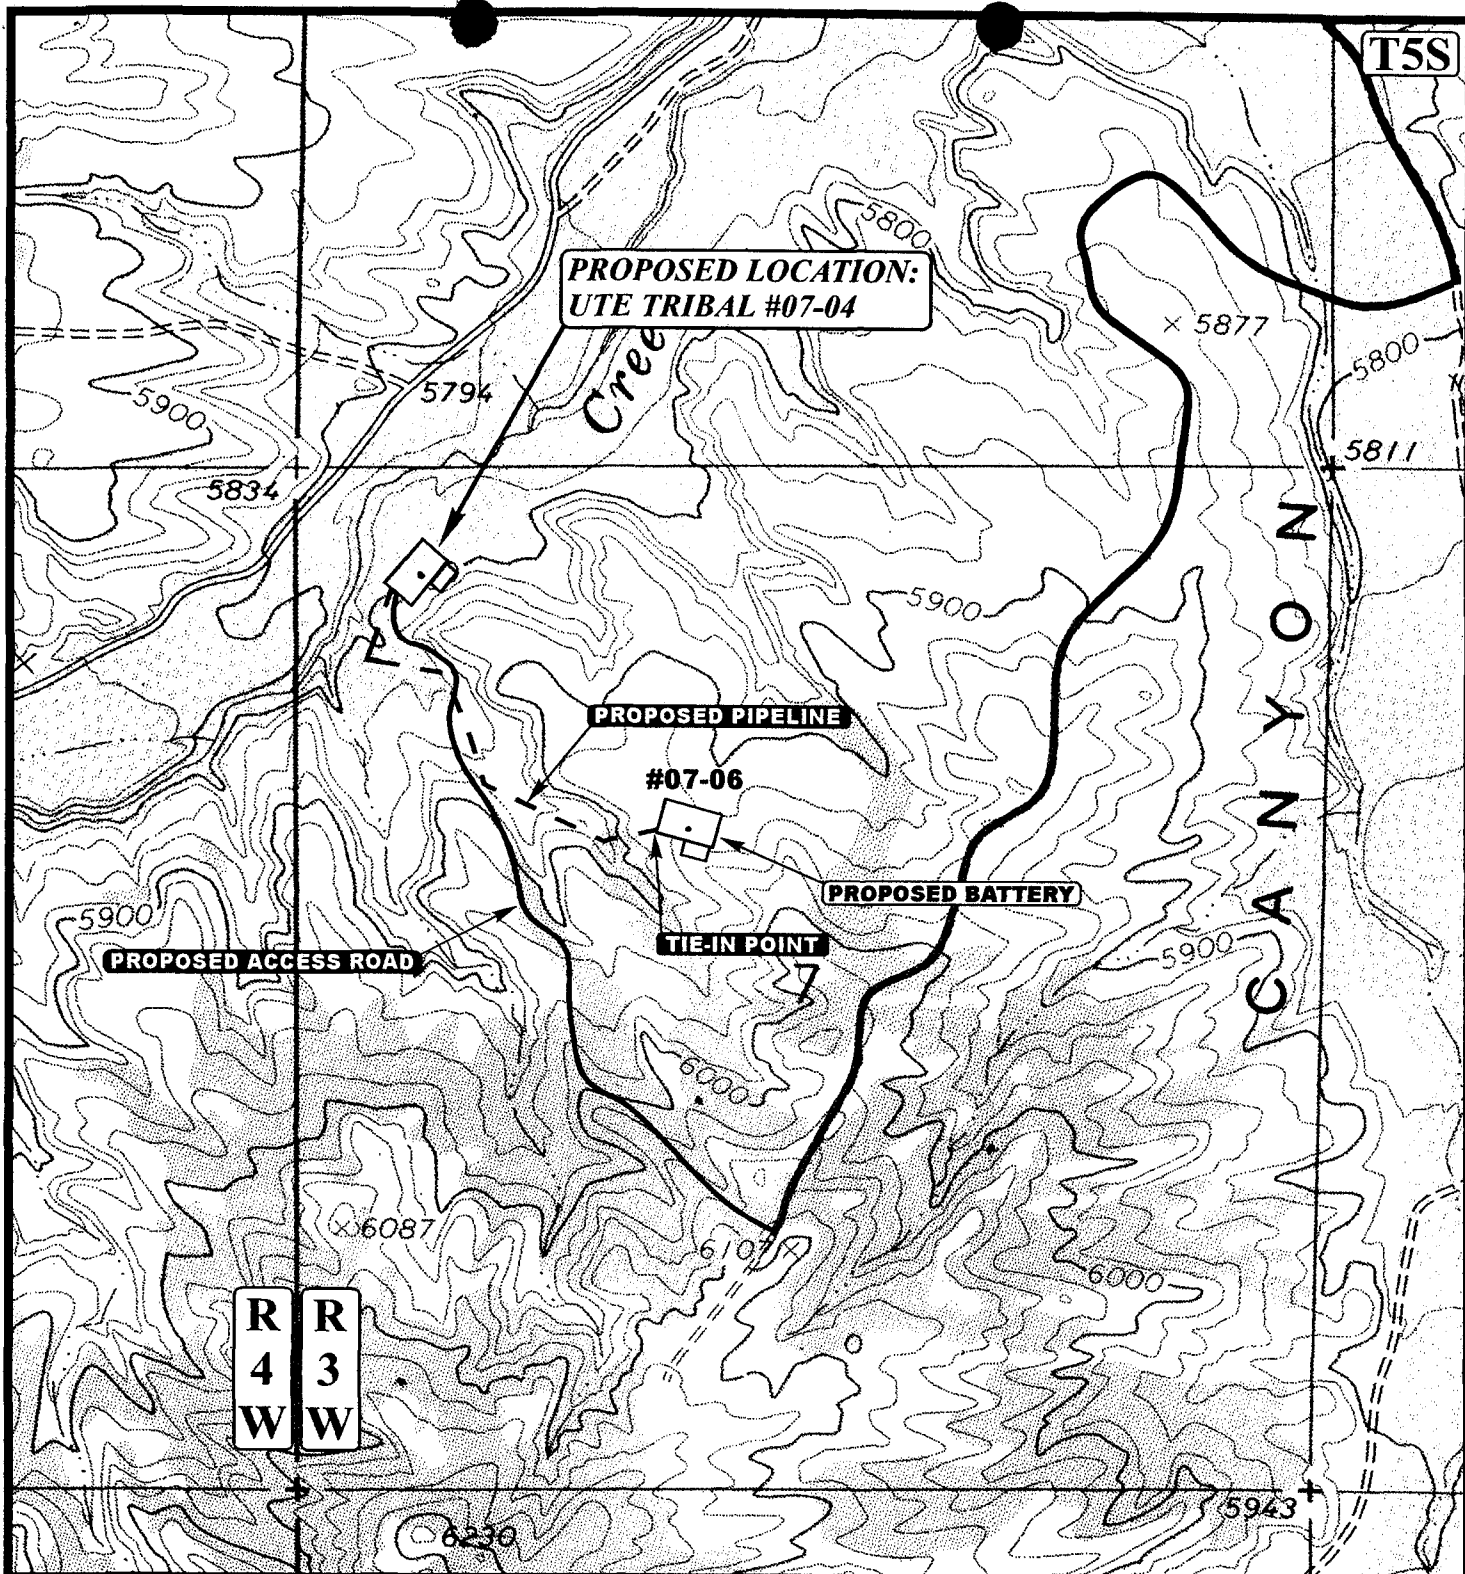 T5S
5800
PROPOSED LOCATION:
UTE TRIBAL #07-04
5877
Cree
5800
5794
5900
5811
5834
5900
CANYON
PROPOSED PIPELINE
#07-06
PROPOSED BATTERY
5900
TIE-IN POINT
5900
PROPOSED ACCESS ROAD
7
6000
6087
6107
6000
R
4
W
R
3
W
5943
6230